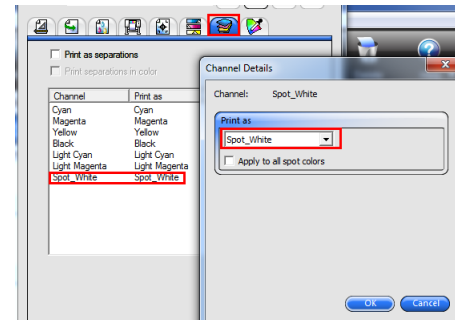 Print as separations
Print separations in color
Channel Print as
Cyan Cyan
Magenta Magenta
Yellow Yellow
Black Black
Light Cyan Light Cyan
Light Magenta Light Magenta
Spot_White Spot_White
Channel Details
Channel: Spot_White
Print as
Spot_White
Apply to all spot colors
OK Cancel